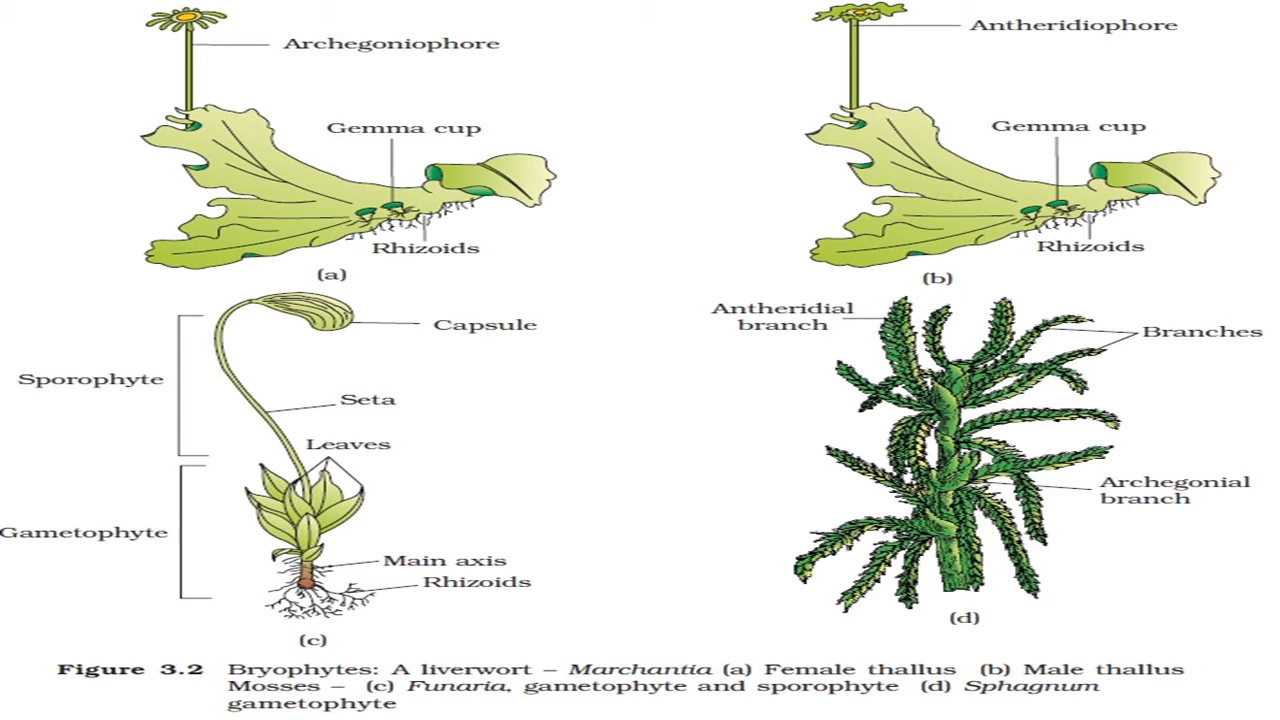 Archegoniophore
Gemma cup
Rhizoids
(a)
Antheridiophore
Gemma cup
Rhizoids
(b)
Capsule
Sporophyte
Seta
Leaves
Gametophyte
Main axis
Rhizoids
(c)
Antheridial
branch
Branches
Archegonial
branch
(d)
Figure 3.2 Bryophytes: A liverwort – Marchantia (a) Female thallus (b) Male thallus
Mosses – (c) Funaria, gametophyte and sporophyte (d) Sphagnum
gametophyte